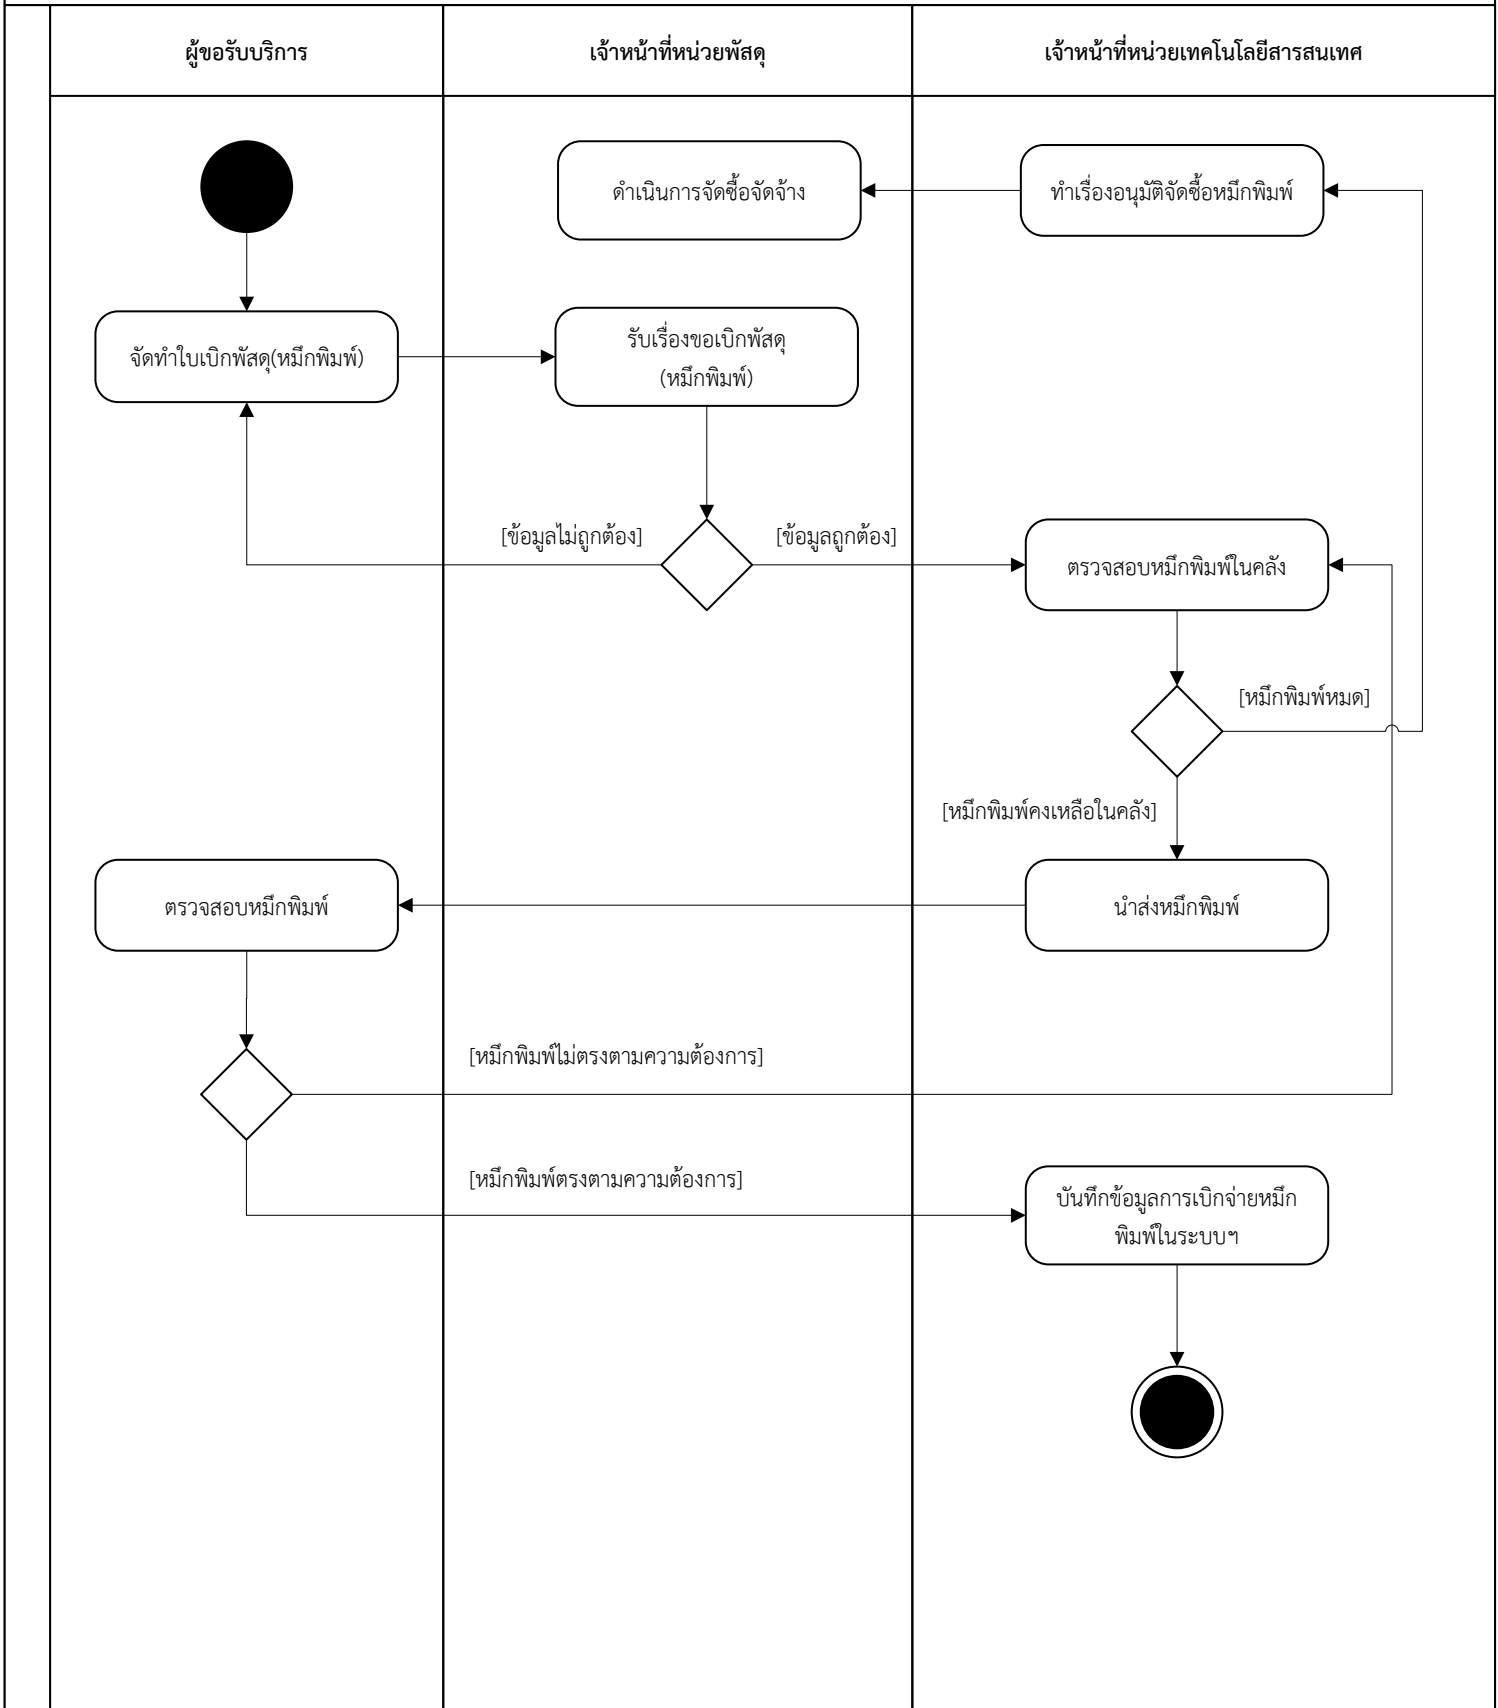 ผู้ขอรับบริการ
เจ้าหน้าที่หน่วยพัสดุ
เจ้าหน้าที่หน่วยเทคโนโลยีสารสนเทศ
ดำเนินการจัดซื้อจัดจ้าง
ทำเรื่องอนุมัติจัดซื้อหมึกพิมพ์
จัดทำใบเบิกพัสดุ(หมึกพิมพ์)
รับเรื่องขอเบิกพัสดุ
(หมึกพิมพ์)
[ข้อมูลไม่ถูกต้อง]
[ข้อมูลถูกต้อง]
ตรวจสอบหมึกพิมพ์ในคลัง
[หมึกพิมพ์หมด]
[หมึกพิมพ์คงเหลือในคลัง]
ตรวจสอบหมึกพิมพ์
นำส่งหมึกพิมพ์
[หมึกพิมพ์ไม่ตรงตามความต้องการ]
[หมึกพิมพ์ตรงตามความต้องการ]
บันทึกข้อมูลการเบิกจ่ายหมึก
พิมพ์ในระบบฯ